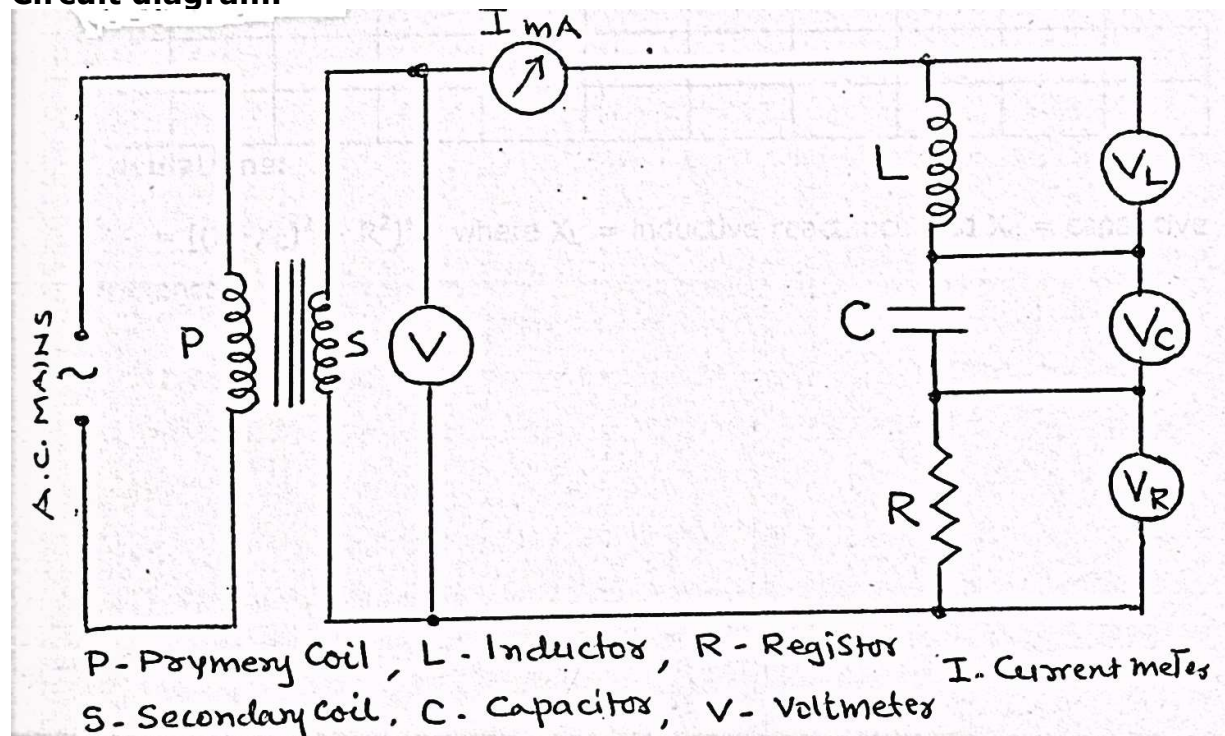 Circuit diagram:
I mA
L
VL
C
VC
R
VR
A.C. MAINS
P
S
V
P - Prymery Coil, L - Inductor, R - Registor
I - Current meter
S - Secondary Coil, C - Capacitor, V - Voltmeter